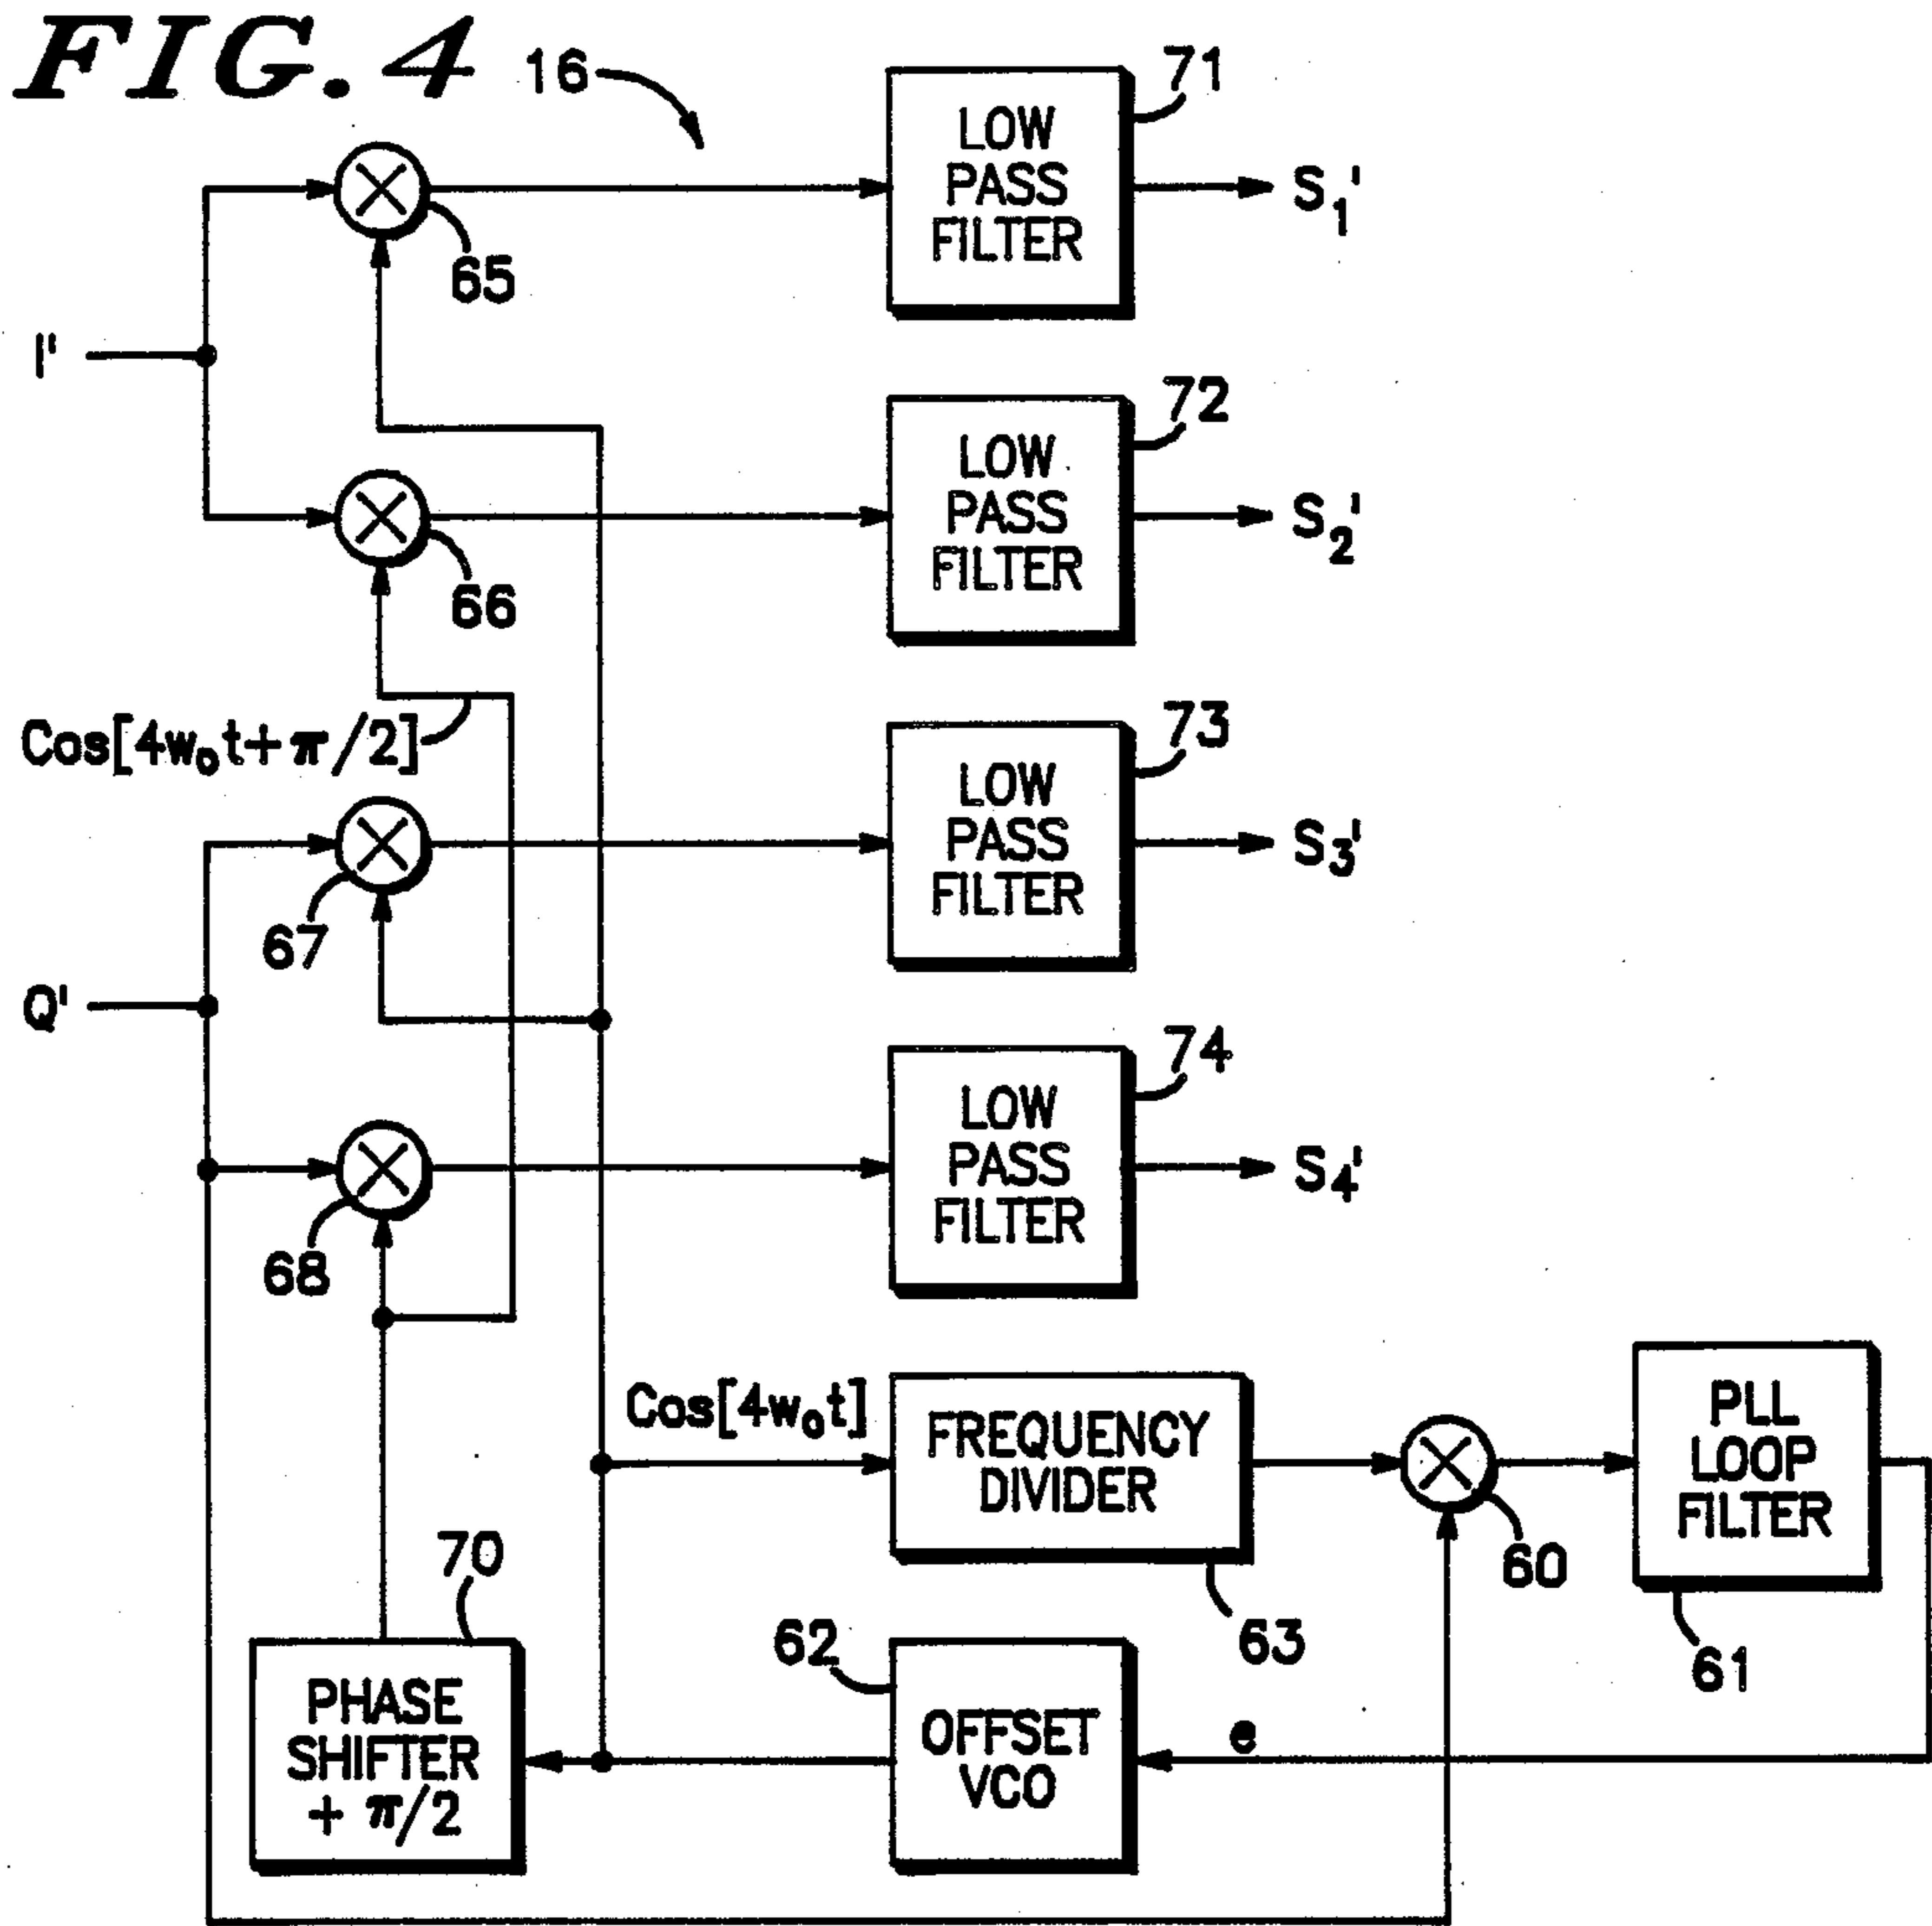 FIG. 4
16
71
LOW
PASS
FILTER
S1'
65
I'
72
LOW
PASS
FILTER
S2'
66
Cos[4w0t+π/2]
73
LOW
PASS
FILTER
S3'
67
Q'
74
LOW
PASS
FILTER
S4'
68
Cos[4w0t]
FREQUENCY
DIVIDER
63
60
PLL
LOOP
FILTER
61
70
PHASE
SHIFTER
+ π/2
62
OFFSET
VCO
e